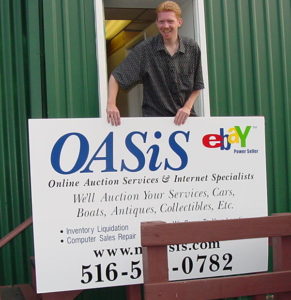 OASiS
ebaY™
Power Seller
Online Auction Services & Internet Specialists
We'll Auction Your Services, Cars,
Boats, Antiques, Collectibles, Etc.
• Inventory Liquidation
• Computer Sales Repair
www.n sis.com
516-5 -0782